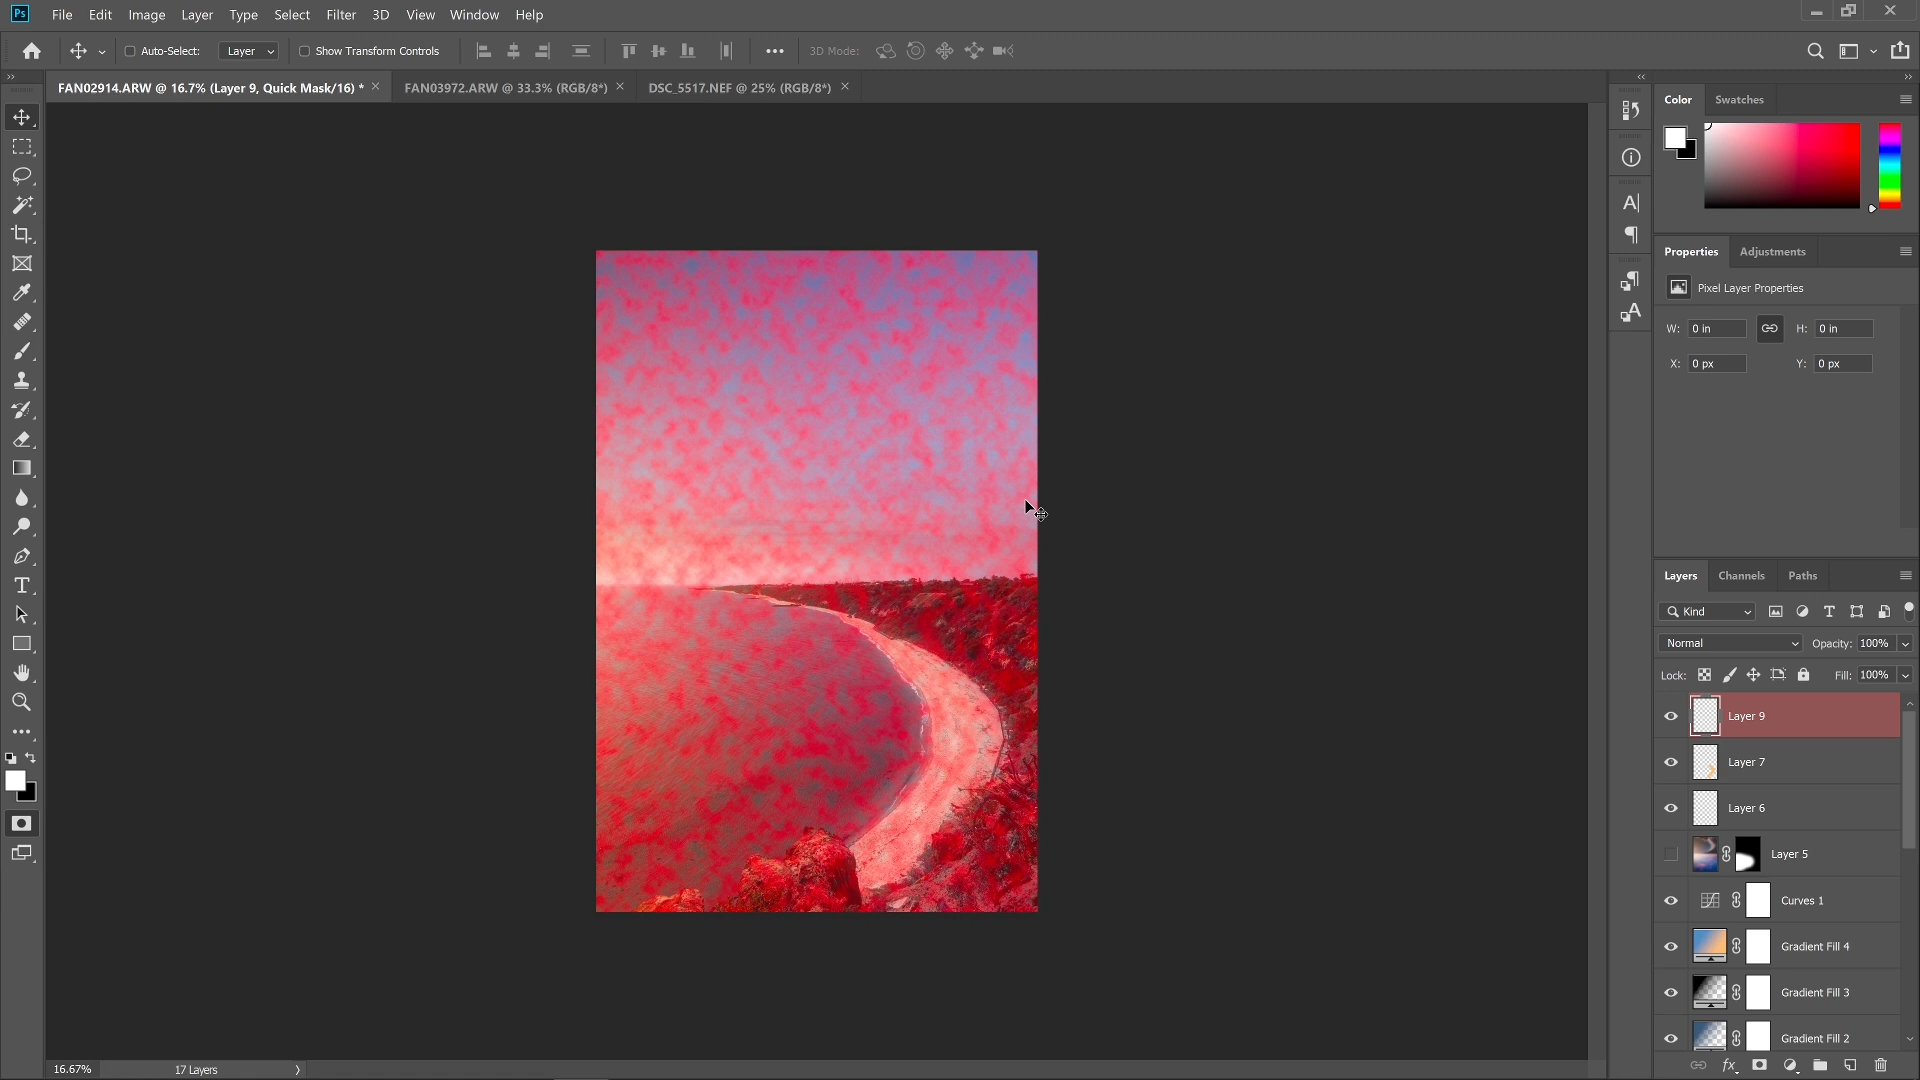 Ps File Edit Image Layer Type Select Filter 3D View Window Help
Auto-Select: Layer Show Transform Controls 3D Mode:
FAN02914.ARW @ 16.7% (Layer 9, Quick Mask/16) * FAN03972.ARW @ 33.3% (RGB/8*) DSC_5517.NEF @ 25% (RGB/8*)
Color Swatches
Properties Adjustments
Pixel Layer Properties
W: 0 in H: 0 in
X: 0 px Y: 0 px
Layers Channels Paths
Kind
Normal Opacity: 100%
Lock: Fill: 100%
Layer 9
Layer 7
Layer 6
Layer 5
Curves 1
Gradient Fill 4
Gradient Fill 3
Gradient Fill 2
fx
16.67% 17 Layers